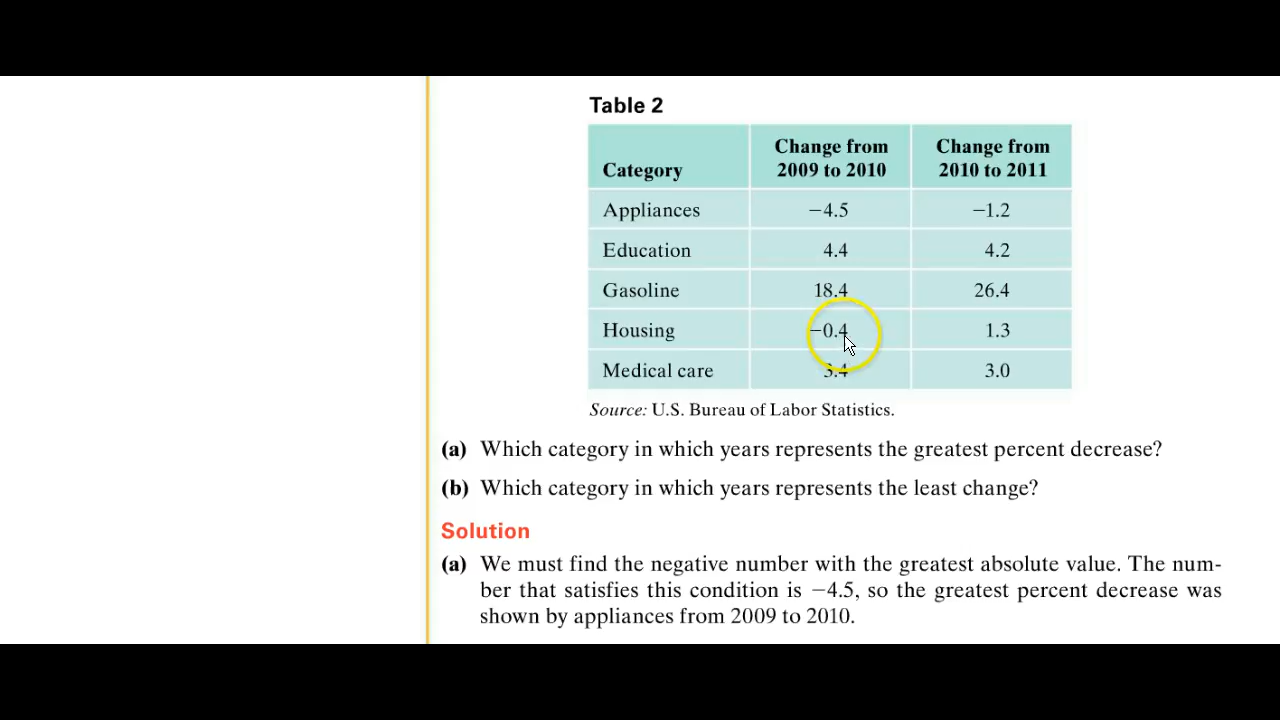 Table 2
Category Change from 2009 to 2010 Change from 2010 to 2011
Appliances −4.5 −1.2
Education 4.4 4.2
Gasoline 18.4 26.4
Housing −0.4 1.3
Medical care 3.4 3.0
Source: U.S. Bureau of Labor Statistics.
(a) Which category in which years represents the greatest percent decrease?
(b) Which category in which years represents the least change?
Solution
(a) We must find the negative number with the greatest absolute value. The num-
ber that satisfies this condition is −4.5, so the greatest percent decrease was
shown by appliances from 2009 to 2010.